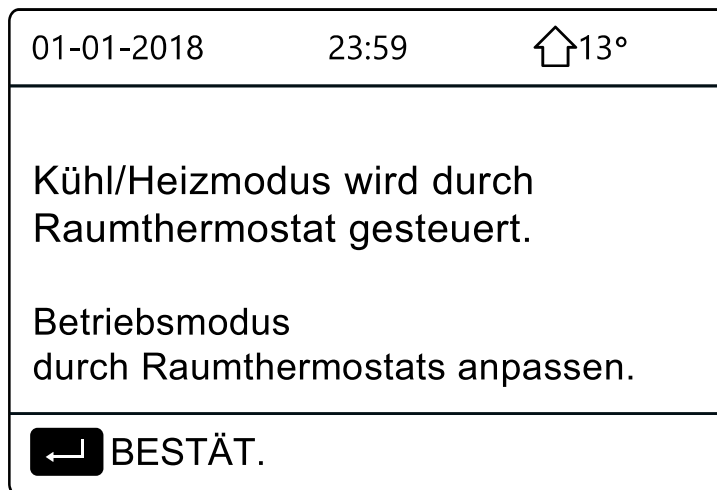 01-01-2018 23:59 13°
Kühl/Heizmodus wird durch
Raumthermostat gesteuert.
Betriebsmodus
durch Raumthermostats anpassen.
BESTÄT.